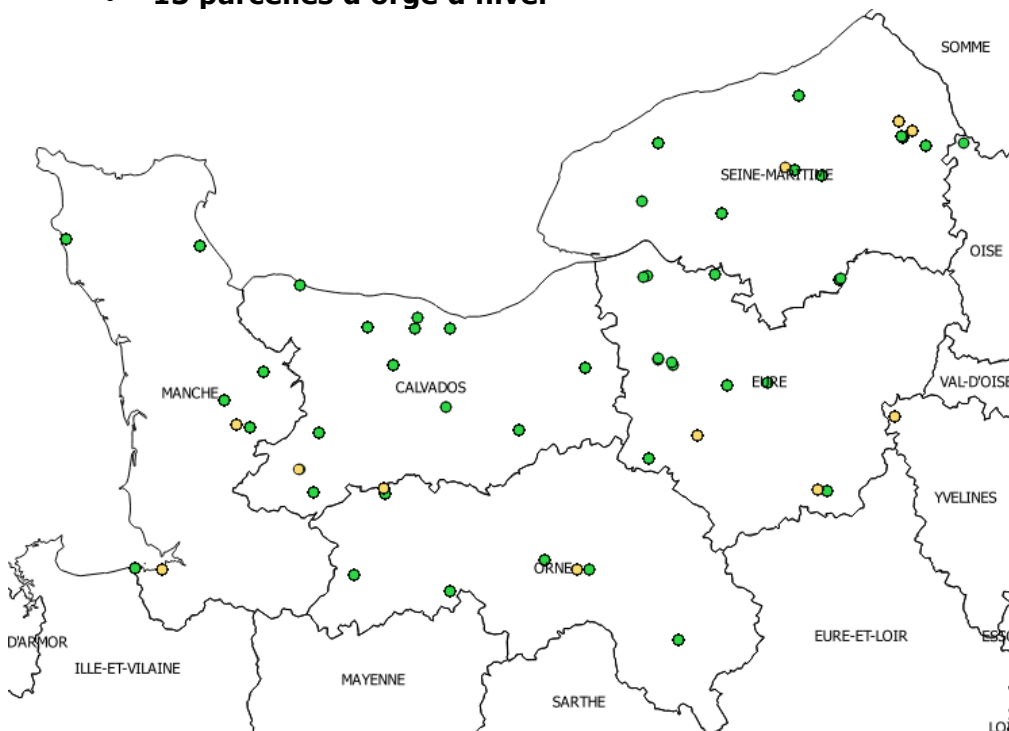 • 15 parcelles d'orge d'hiver
SOMME
SEINE-MARITIME
OISE
MANCHE
CALVADOS
EURE
VAL-D'OISE
YVELINES
ORNE
D'ARMOR
ILLE-ET-VILAINE
MAYENNE
SARTHE
EURE-ET-LOIR